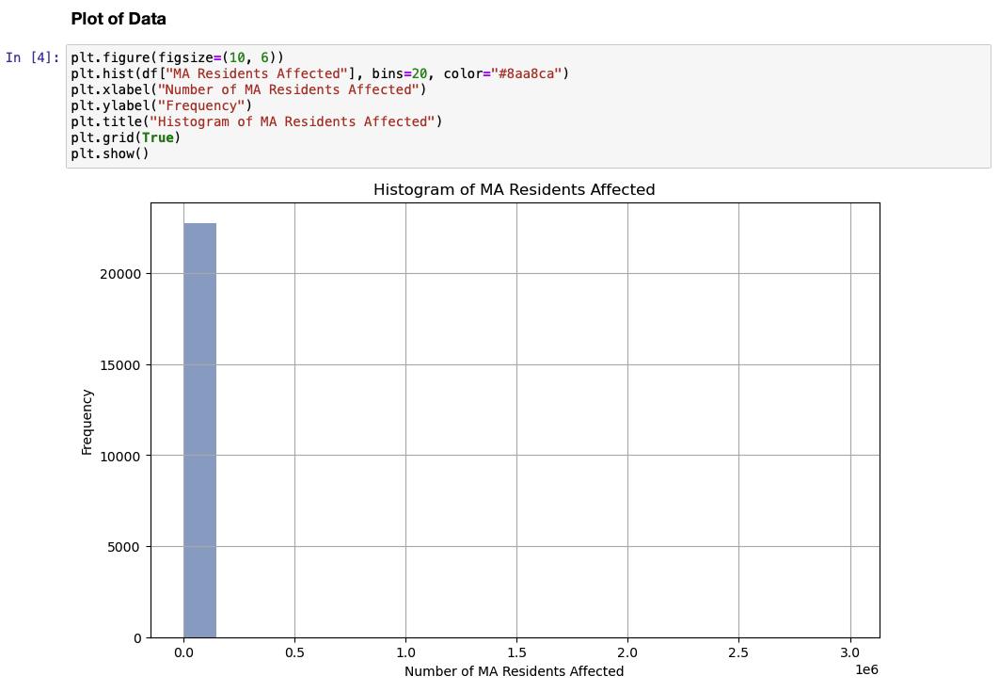 Plot of Data
In [4]:
plt.figure(figsize=(10, 6))
plt.hist(df["MA Residents Affected"], bins=20, color="#8aa8ca")
plt.xlabel("Number of MA Residents Affected")
plt.ylabel("Frequency")
plt.title("Histogram of MA Residents Affected")
plt.grid(True)
plt.show()
Histogram of MA Residents Affected
20000
15000
10000
5000
0
Frequency
0.0 0.5 1.0 1.5 2.0 2.5 3.0
1e6
Number of MA Residents Affected